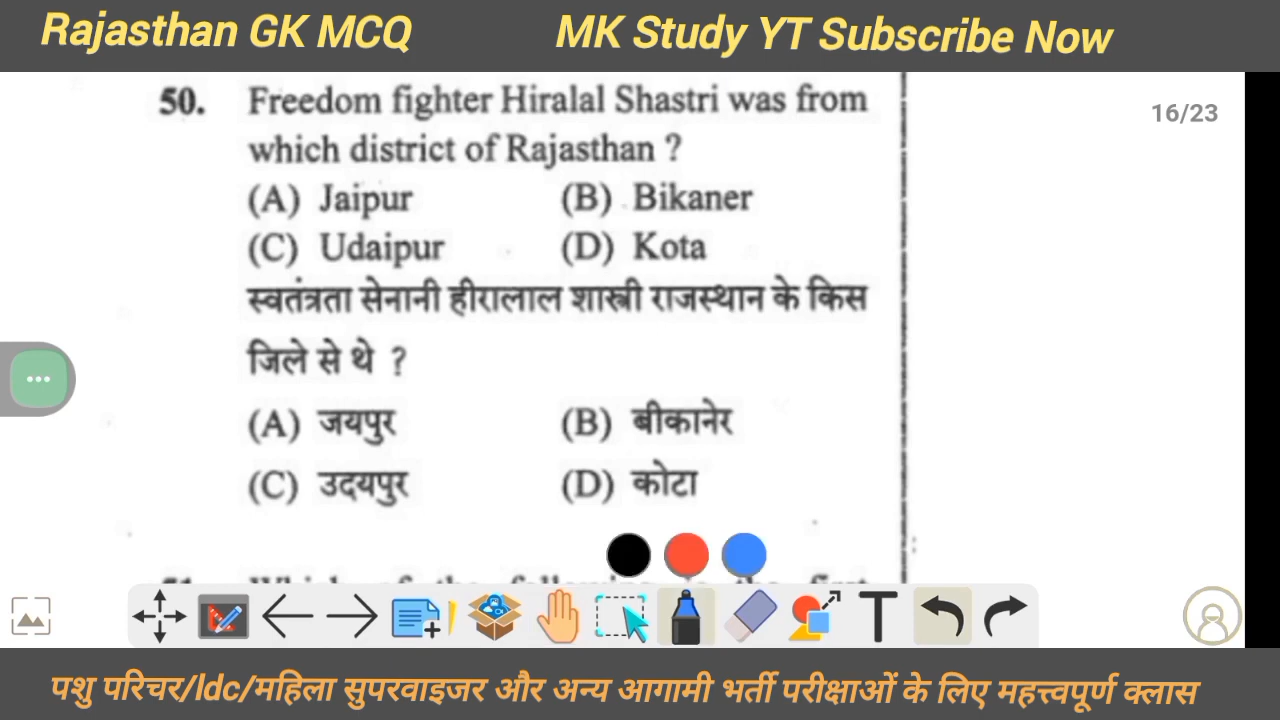 Rajasthan GK MCQ MK Study YT Subscribe Now
16/23
50. Freedom fighter Hiralal Shastri was from
which district of Rajasthan ?
(A) Jaipur (B) Bikaner
(C) Udaipur (D) Kota
स्वतंत्रता सेनानी हीरालाल शास्त्री राजस्थान के किस
जिले से थे ?
(A) जयपुर (B) बीकानेर
(C) उदयपुर (D) कोटा
पशु परिचर/ldc/महिला सुपरवाइजर और अन्य आगामी भर्ती परीक्षाओं के लिए महत्त्वपूर्ण क्लास